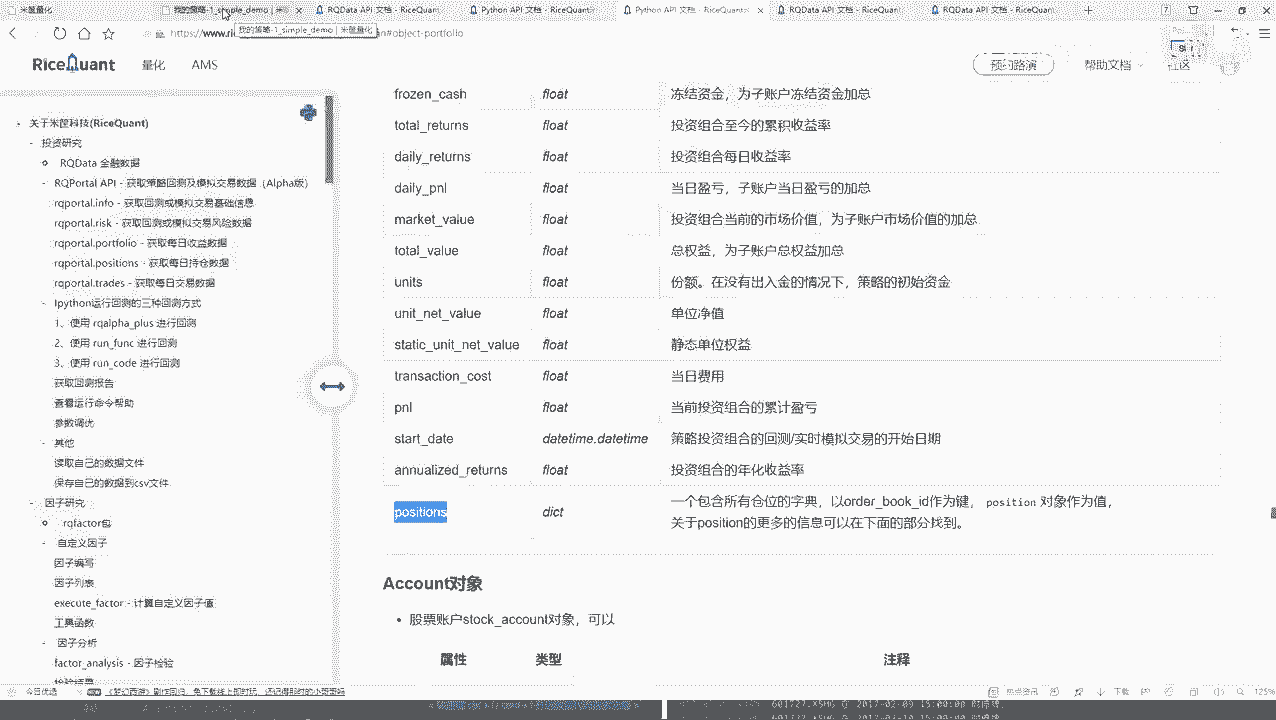 米筐量化
我的策略-1_simple_demo | 米筐
RQData API 文档 - RiceQuant
Python API 文档 - RiceQuant
Python API 文档 - RiceQuant
RQData API 文档 - RiceQuant
RQData API 文档 - RiceQuant
我的策略-1_simple_demo | 米筐量化
#object-portfolio
RiceQuant
量化
AMS
预约路演
帮助文档
社区
关于米筐科技(RiceQuant)
投资研究
RQData 金融数据
RQPortal API - 获取策略回测及模拟交易数据（Alpha版）
rqportal.info - 获取回测或模拟交易基础信息
rqportal.risk - 获取回测或模拟交易风险数据
rqportal.portfolio - 获取每日收益数据
rqportal.positions - 获取每日持仓数据
rqportal.trades - 获取每日交易数据
Ipython运行回测的三种回测方式
1、使用 rqalpha_plus 进行回测
2、使用 run_func 进行回测
3、使用 run_code 进行回测
获取回测报告
查看运行命令帮助
参数调优
其他
读取自己的数据文件
保存自己的数据到csv文件
因子研究
rqfactor包
自定义因子
因子编写
因子列表
execute_factor - 计算自定义因子值
工具函数
因子分析
factor_analysis - 因子检验
检验结果
frozen_cash float 冻结资金，为子账户冻结资金加总
total_returns float 投资组合至今的累积收益率
daily_returns float 投资组合每日收益率
daily_pnl float 当日盈亏，子账户当日盈亏的加总
market_value float 投资组合当前的市场价值，为子账户市场价值的加总
total_value float 总权益，为子账户总权益加总
units float 份额。在没有出入金的情况下，策略的初始资金
unit_net_value float 单位净值
static_unit_net_value float 静态单位权益
transaction_cost float 当日费用
pnl float 当前投资组合的累计盈亏
start_date datetime.datetime 策略投资组合的回测/实时模拟交易的开始日期
annualized_returns float 投资组合的年化收益率
positions dict 一个包含所有仓位的字典，以order_book_id作为键， position 对象作为值，
关于position的更多的信息可以在下面的部分找到。
Account对象
股票账户stock_account对象，可以
属性 类型 注释
今日优选
热点资讯
下载
125%